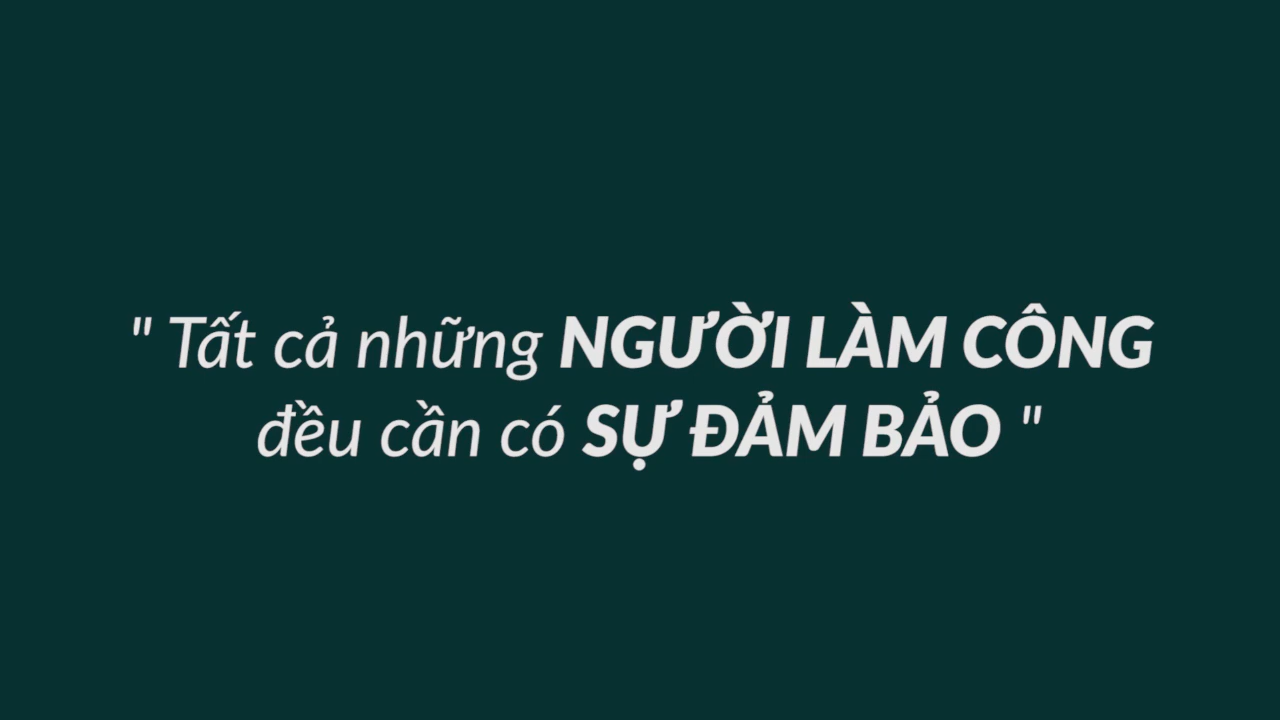 " Tất cả những NGƯỜI LÀM CÔNG
đều cần có SỰ ĐẢM BẢO "